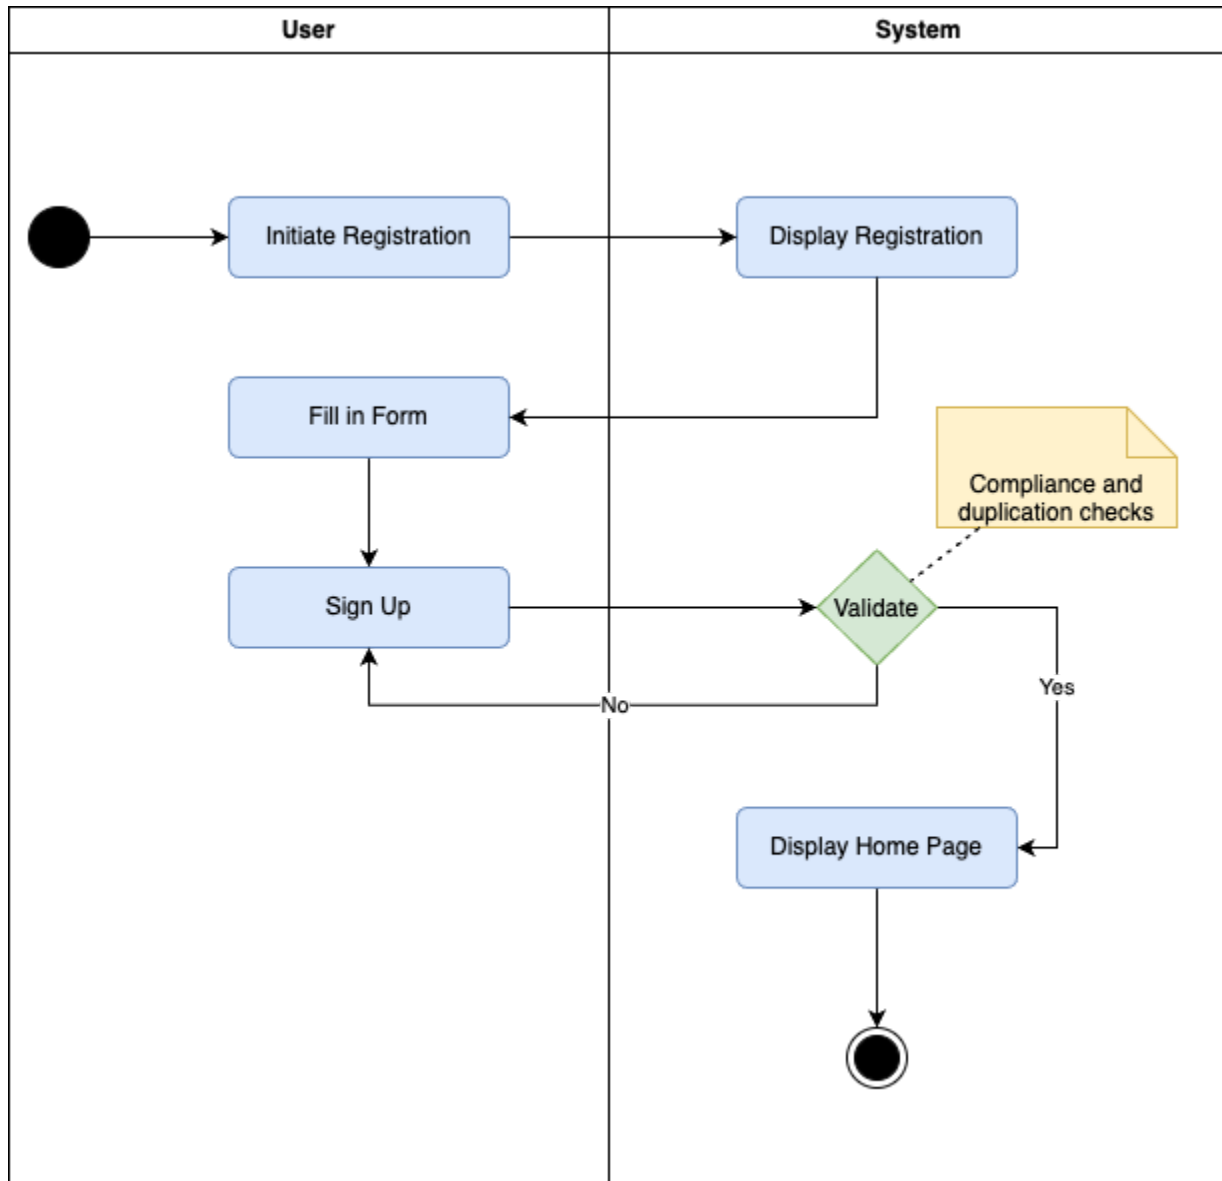 User
System
Initiate Registration
Display Registration
Fill in Form
Compliance and
duplication checks
Sign Up
Validate
Yes
No
Display Home Page